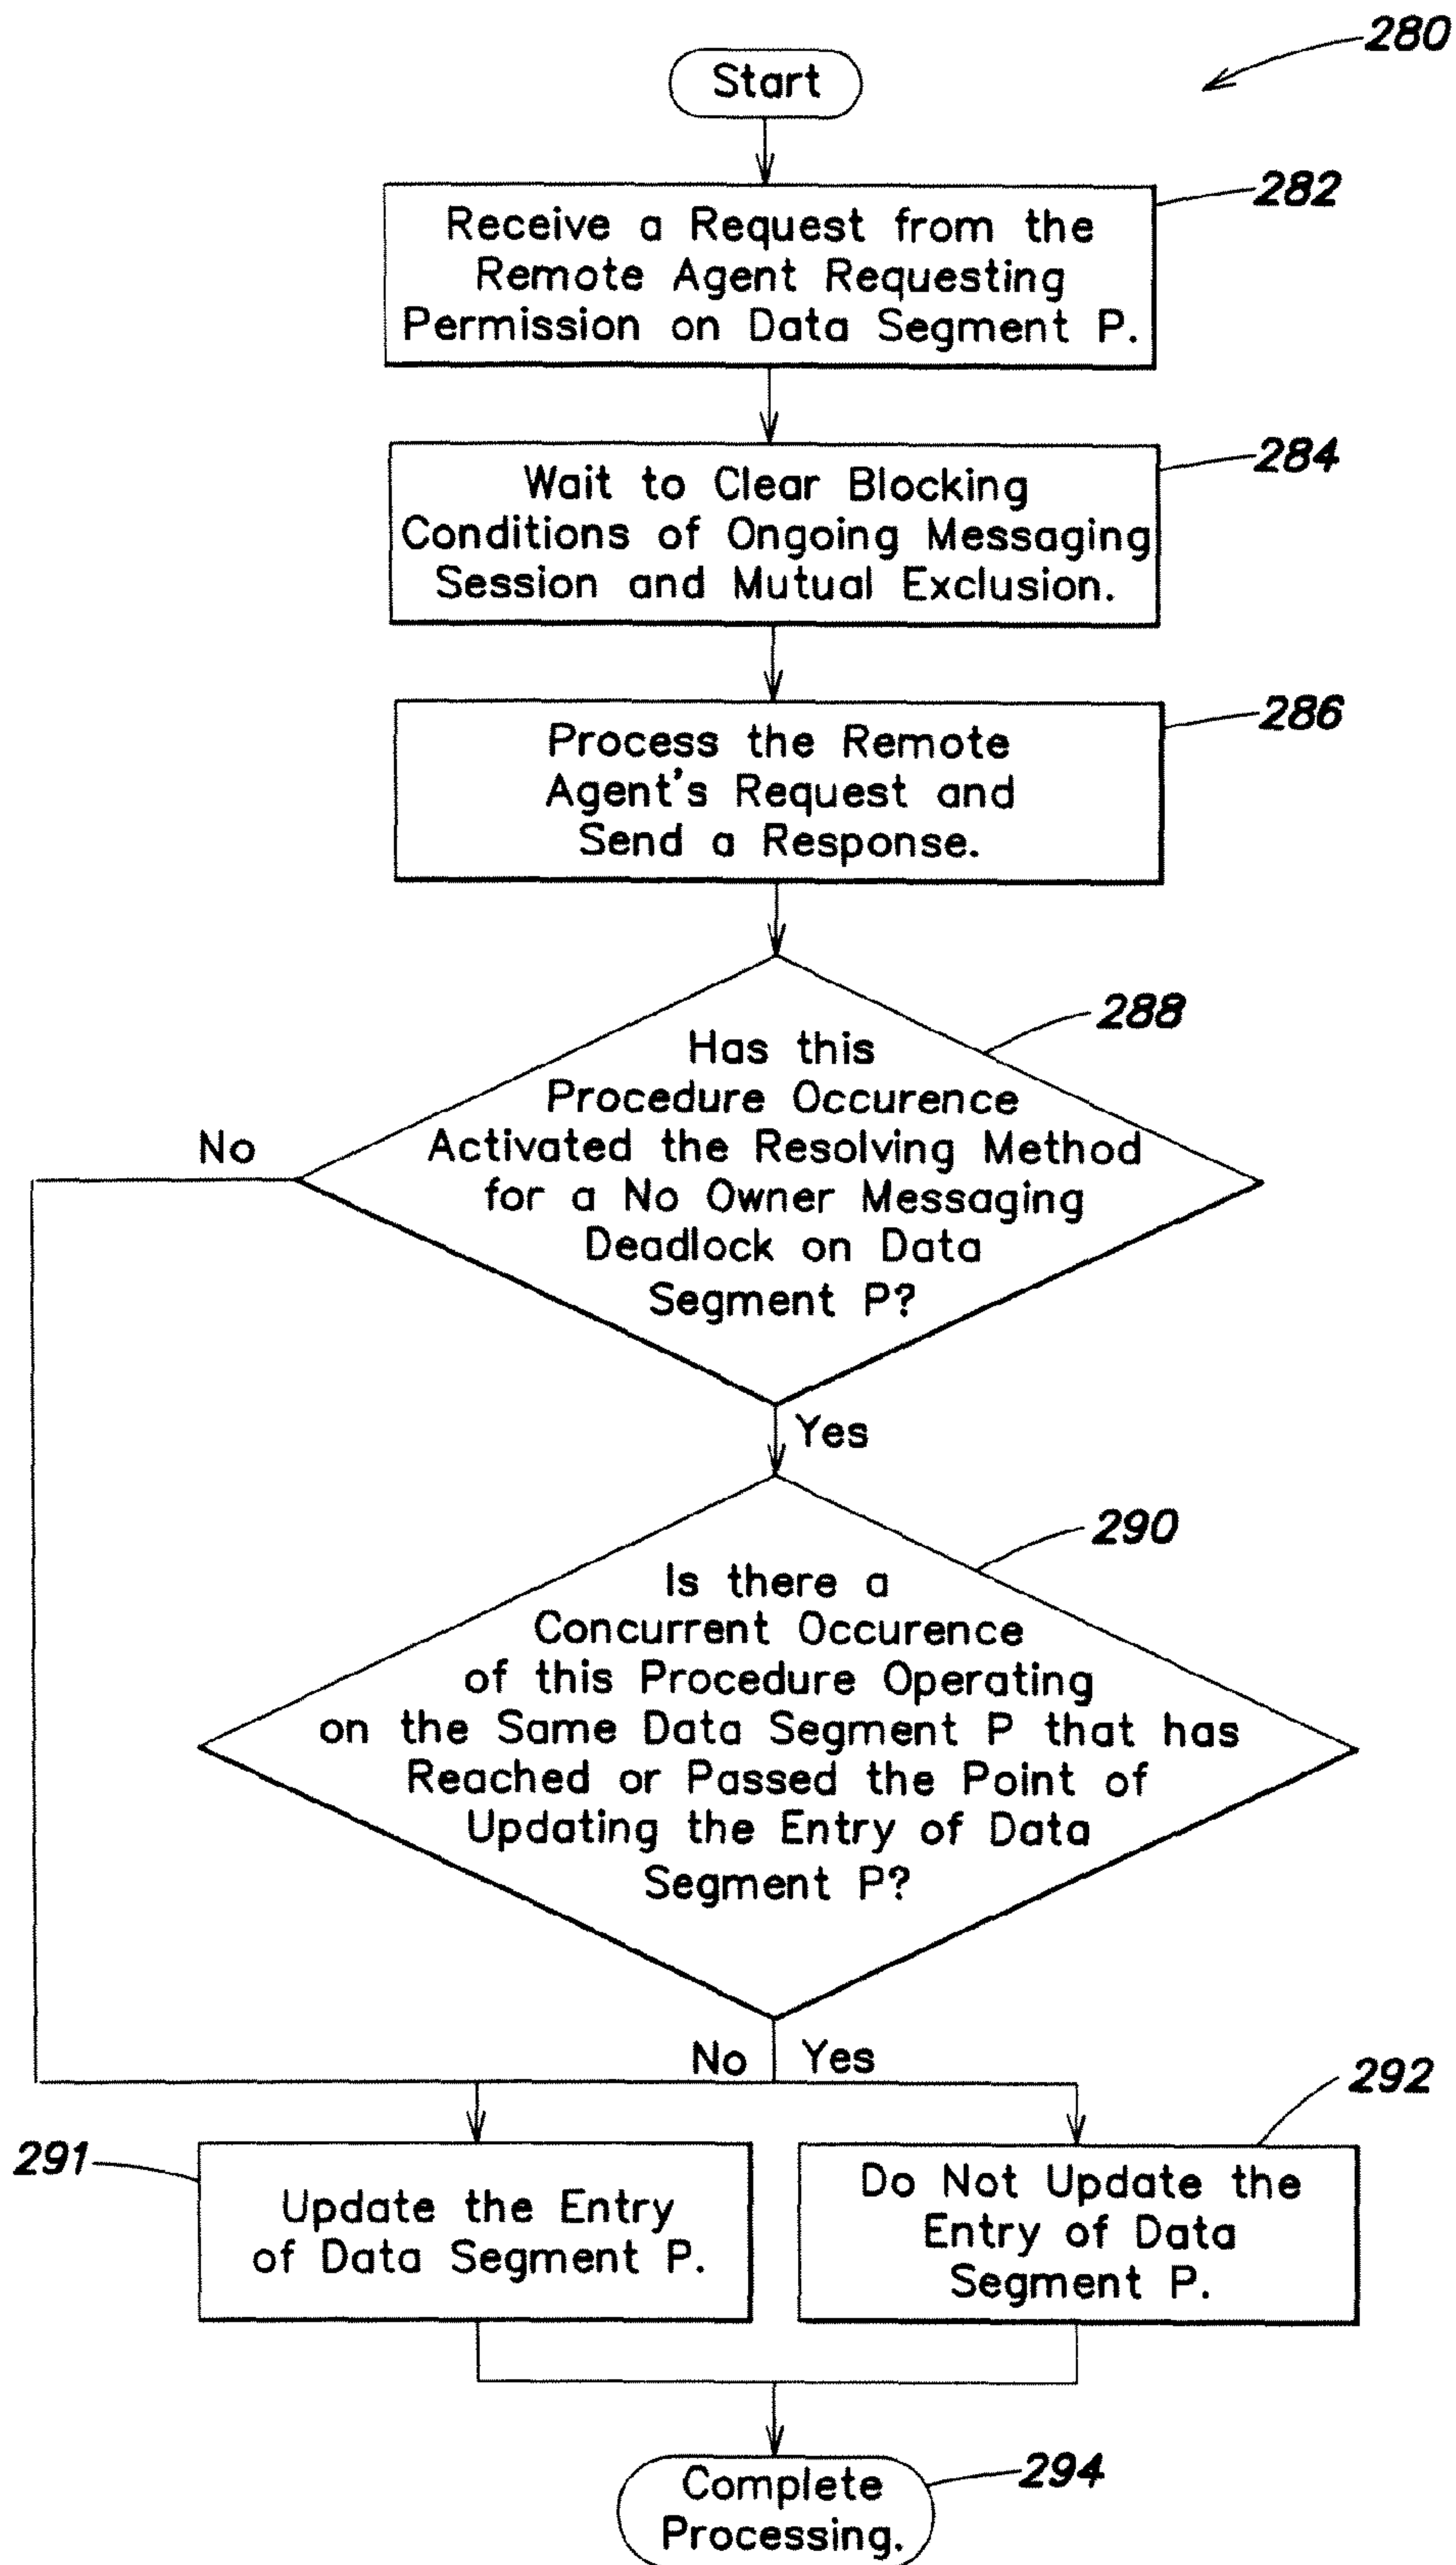 280
Start
282
Receive a Request from the
Remote Agent Requesting
Permission on Data Segment P.
284
Wait to Clear Blocking
Conditions of Ongoing Messaging
Session and Mutual Exclusion.
286
Process the Remote
Agent's Request and
Send a Response.
288
Has this
Procedure Occurence
Activated the Resolving Method
for a No Owner Messaging
Deadlock on Data
Segment P?
No
Yes
290
Is there a
Concurrent Occurence
of this Procedure Operating
on the Same Data Segment P that has
Reached or Passed the Point of
Updating the Entry of Data
Segment P?
No
Yes
291
Update the Entry
of Data Segment P.
292
Do Not Update the
Entry of Data
Segment P.
294
Complete
Processing.